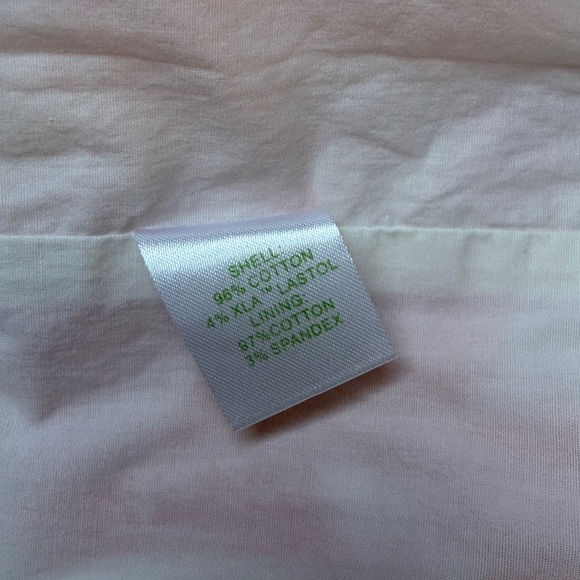 SHELL:
96% COTTON
4% XLA™ LASTOL
LINING:
97% COTTON
3% SPANDEX